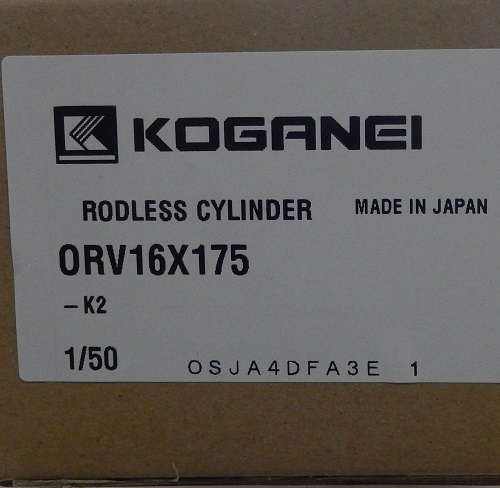 KOGANEI
RODLESS CYLINDER MADE IN JAPAN
ORV16X175
-K2
1/50 OSJA4DFA3E 1